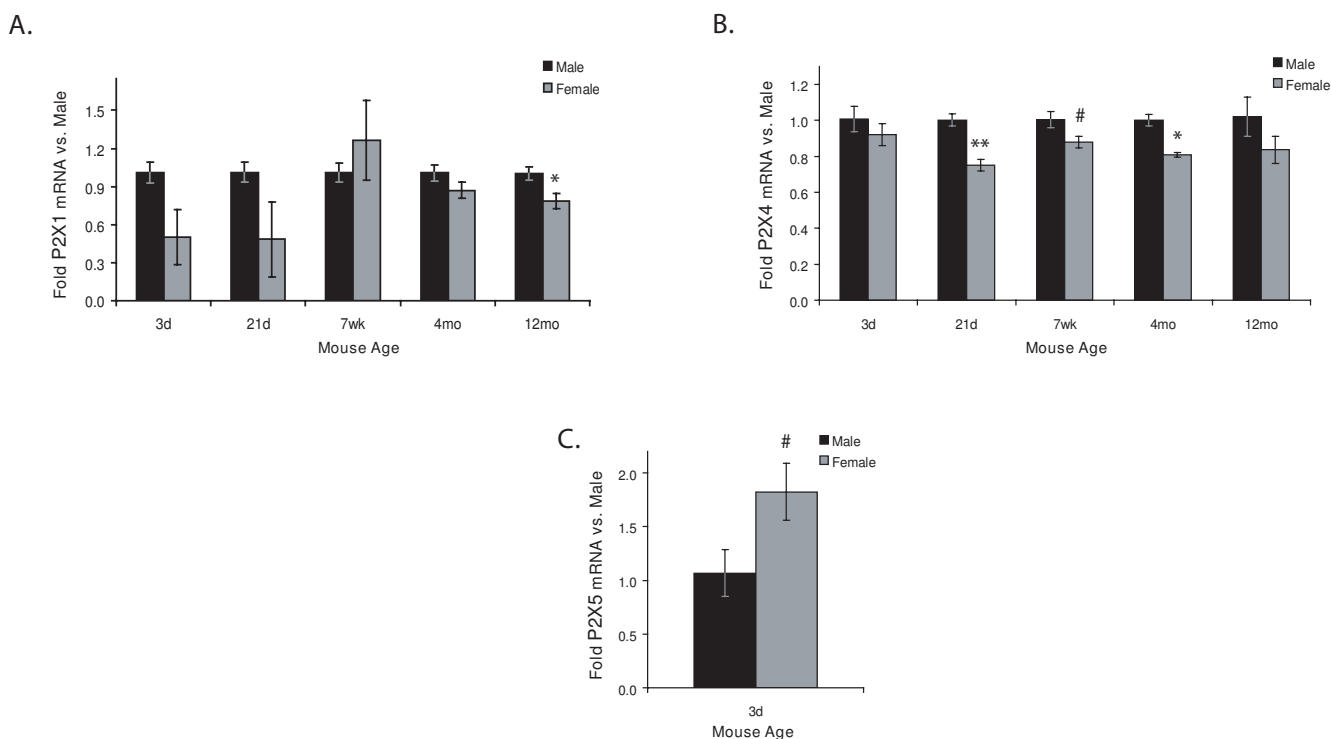 A.
Male
Female
Fold P2X1 mRNA vs. Male
1.5
1.2
0.9
0.6
0.3
0.0
*
3d 21d 7wk 4mo 12mo
Mouse Age
B.
Male
Female
Fold P2X4 mRNA vs. Male
1.2
1.0
0.8
0.6
0.4
0.2
0.0
** # *
3d 21d 7wk 4mo 12mo
Mouse Age
C.
Male
Female
#
Fold P2X5 mRNA vs. Male
2.0
1.5
1.0
0.5
0.0
3d
Mouse Age